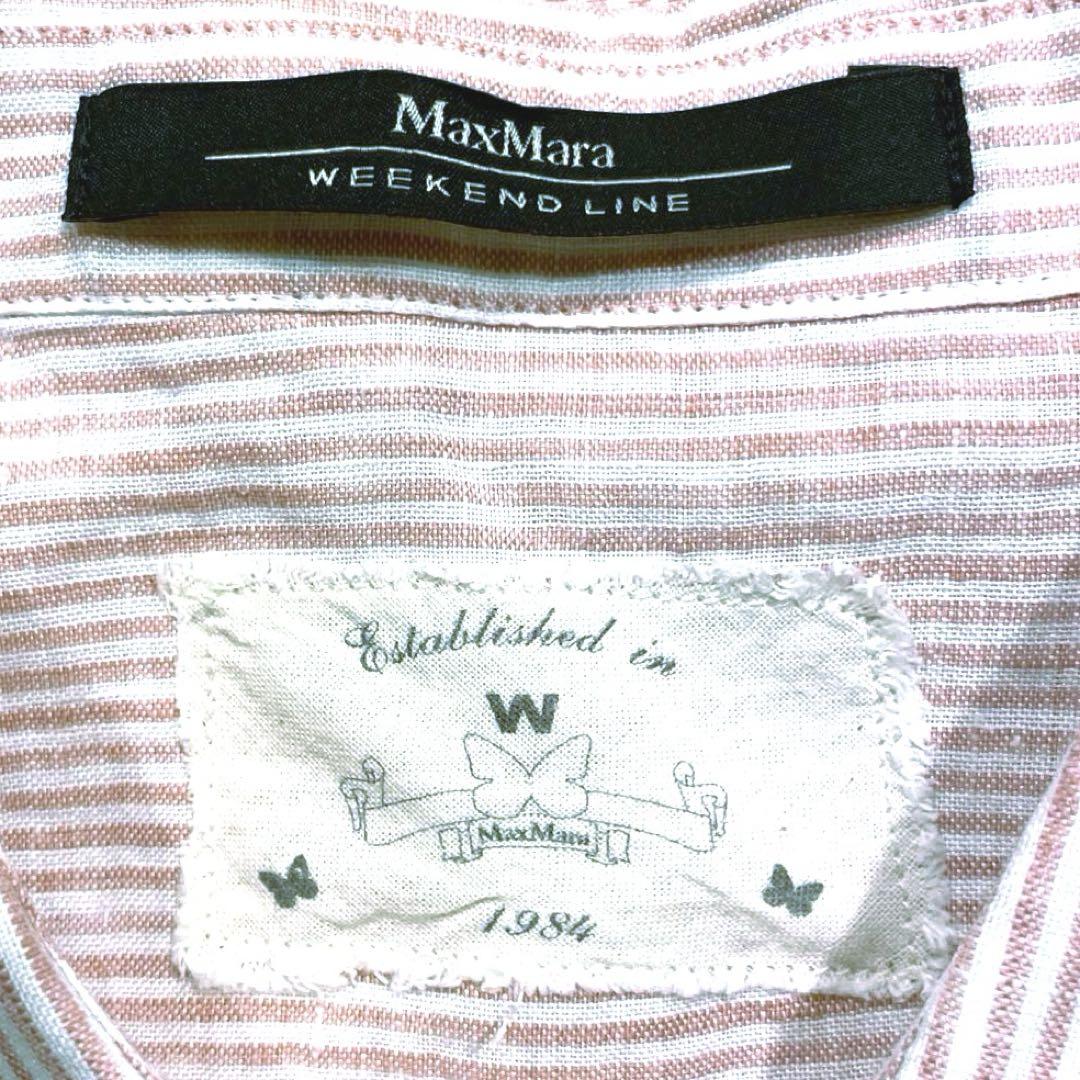 MaxMara
WEEKEND LINE
Established in
W
MaxMara
1984